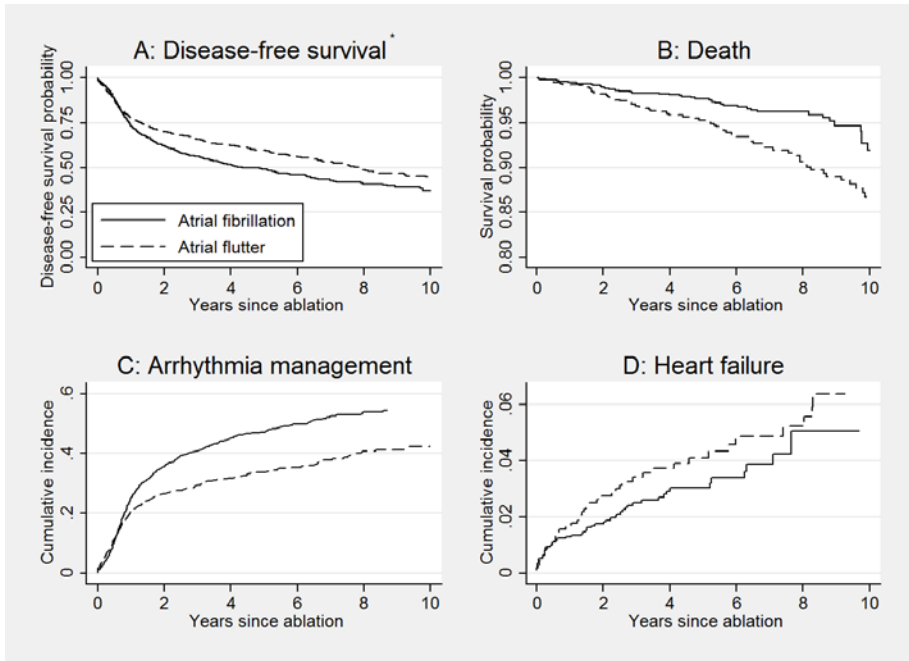 A: Disease-free survival*
Disease-free survival probability
1.00
0.75
0.50
0.25
0.00
Atrial fibrillation
Atrial flutter
0 2 4 6 8 10
Years since ablation
B: Death
Survival probability
1.00
0.95
0.90
0.85
0.80
0 2 4 6 8 10
Years since ablation
C: Arrhythmia management
Cumulative incidence
.6
.4
.2
0
0 2 4 6 8 10
Years since ablation
D: Heart failure
Cumulative incidence
.06
.04
.02
0
0 2 4 6 8 10
Years since ablation